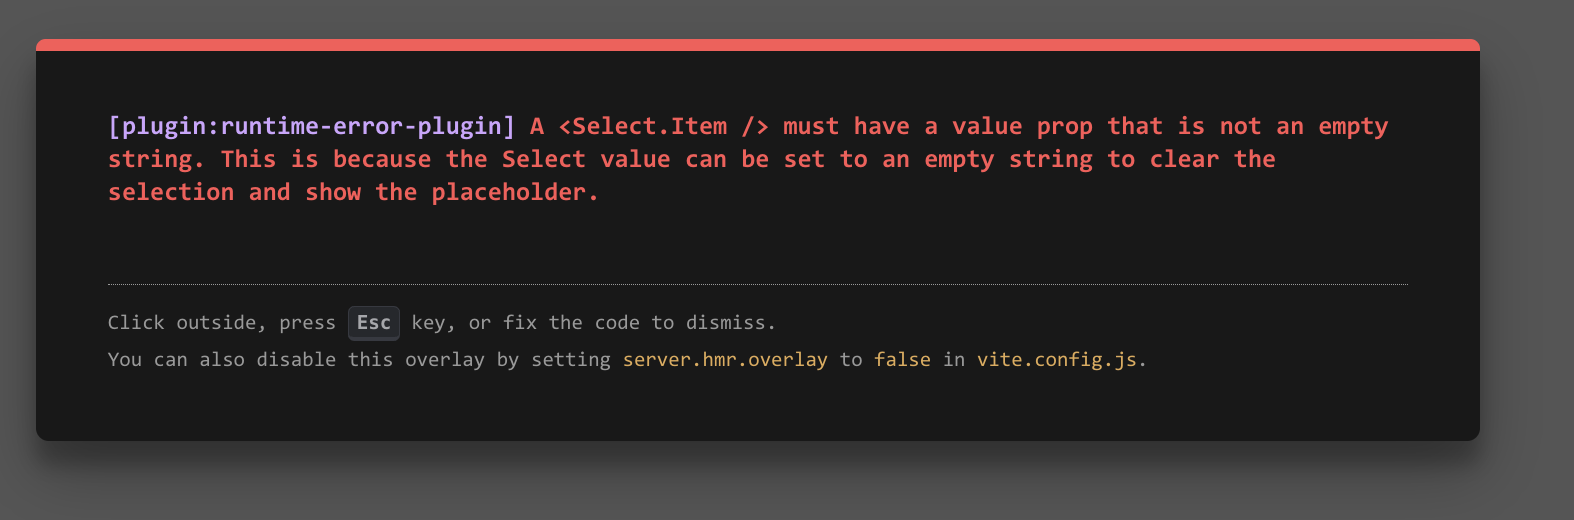 [plugin:runtime-error-plugin] A <Select.Item /> must have a value prop that is not an empty
string. This is because the Select value can be set to an empty string to clear the
selection and show the placeholder.
Click outside, press Esc key, or fix the code to dismiss.
You can also disable this overlay by setting server.hmr.overlay to false in vite.config.js.